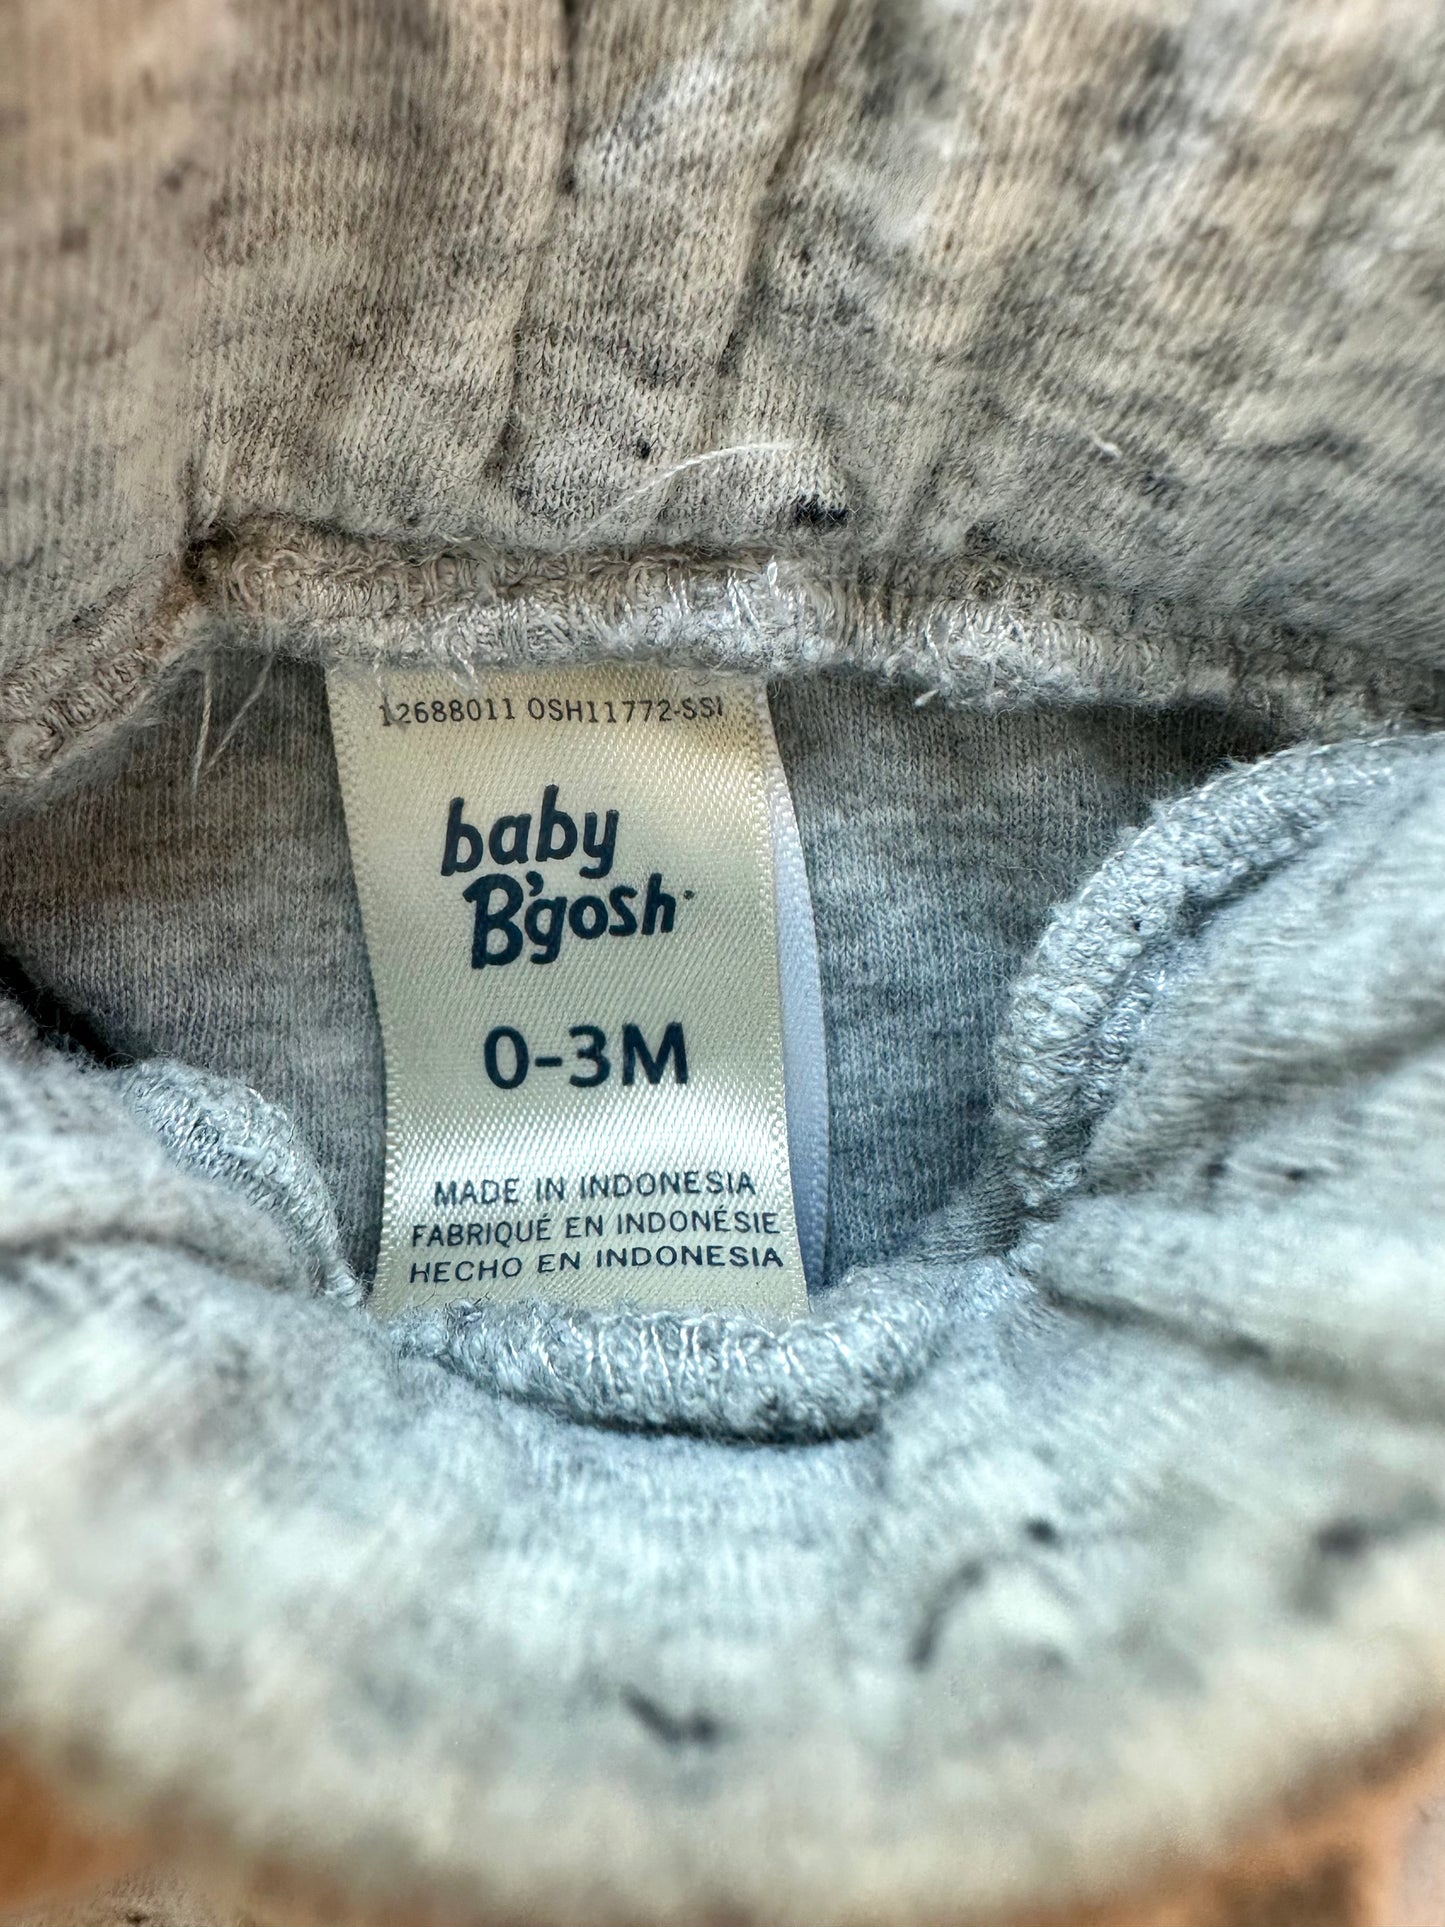 12688011 OSH11772-SSI
baby
B'gosh
0-3M
MADE IN INDONESIA
FABRIQUÉ EN INDONÉSIE
HECHO EN INDONESIA